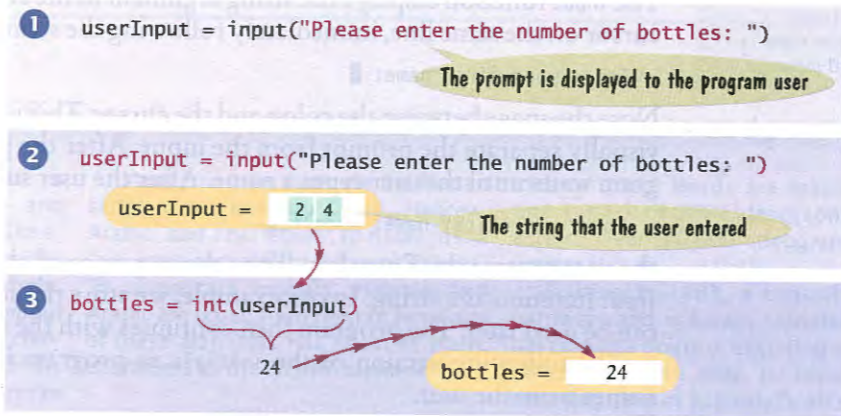 1 userInput = input("Please enter the number of bottles: ")
The prompt is displayed to the program user
2 userInput = input("Please enter the number of bottles: ")
userInput = 2 4
The string that the user entered
3 bottles = int(userInput)
24
bottles = 24